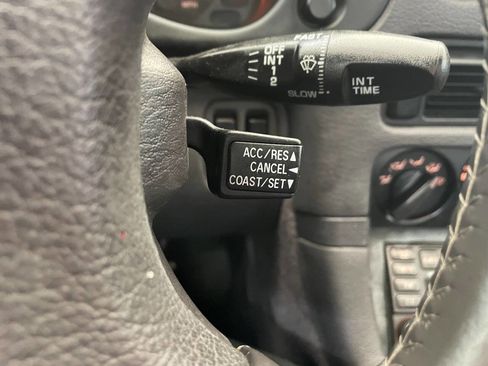 FAST
OFF
INT
1
2
SLOW
INT
TIME
ACC/RES▲
CANCEL◄
COAST/SET▼